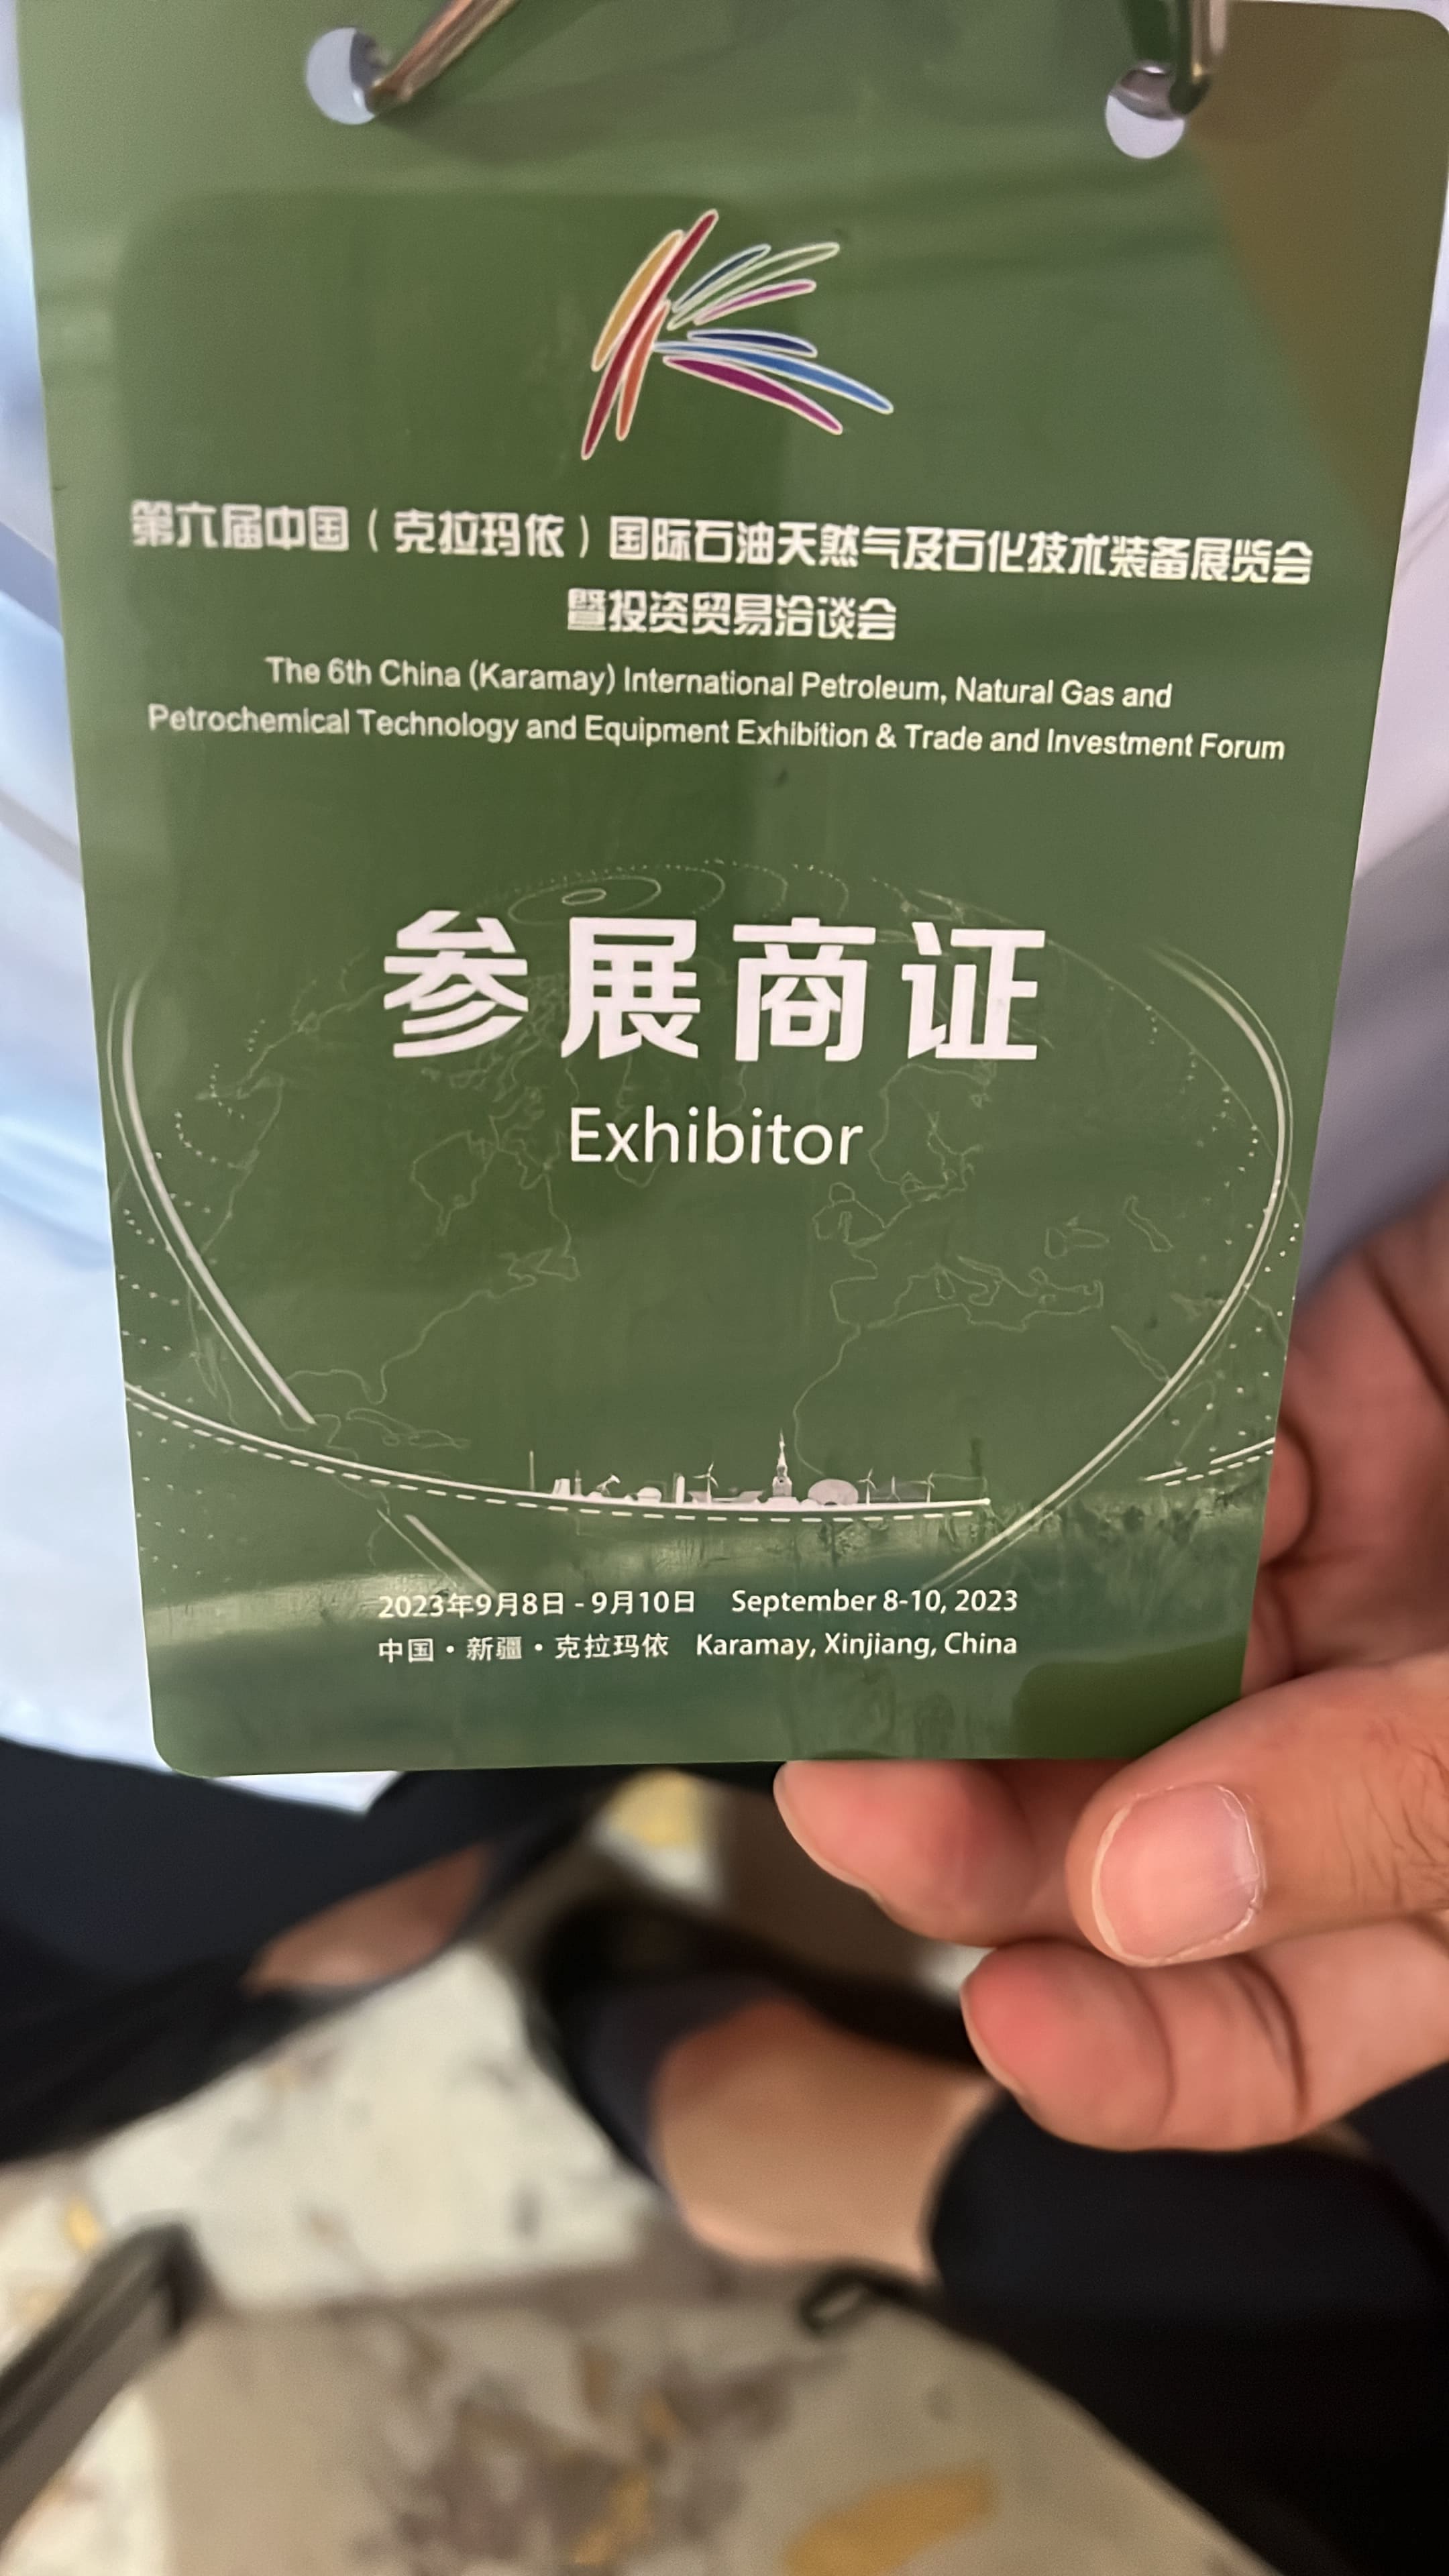 第六届中国（克拉玛依）国际石油天然气及石化技术装备展览会
暨投资贸易洽谈会
The 6th China (Karamay) International Petroleum, Natural Gas and
Petrochemical Technology and Equipment Exhibition & Trade and Investment Forum
参展商证
Exhibitor
2023年9月8日 - 9月10日 September 8-10, 2023
中国·新疆·克拉玛依 Karamay, Xinjiang, China